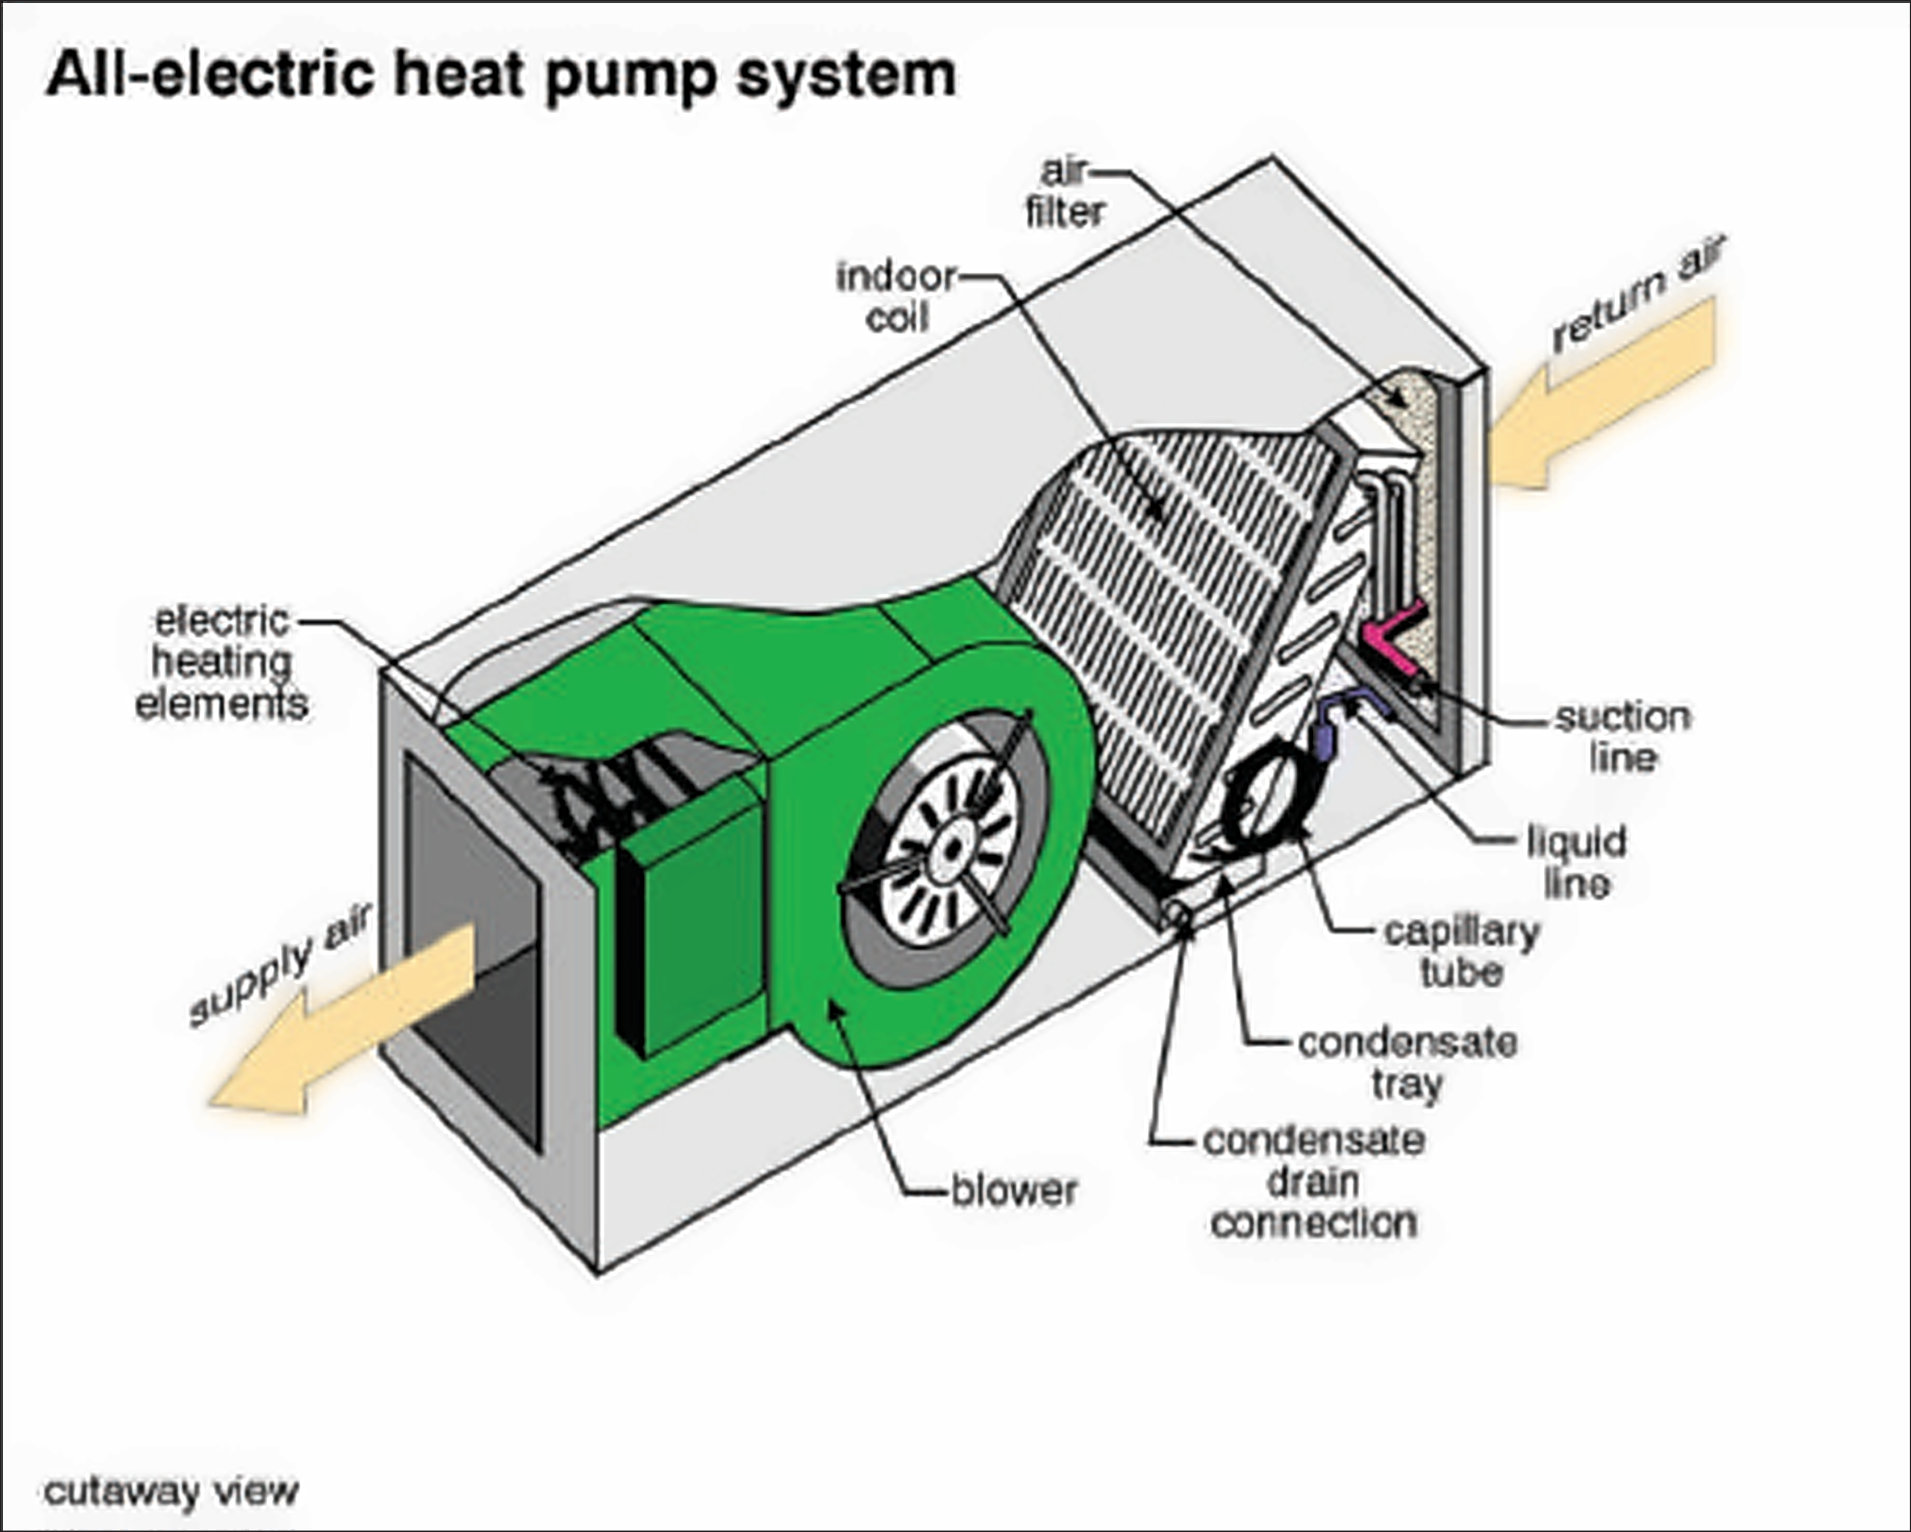 All-electric heat pump system
air
filter
indoor
coil
return air
electric
heating
elements
suction
line
liquid
line
supply air
capillary
tube
condensate
tray
condensate
drain
connection
blower
cutaway view